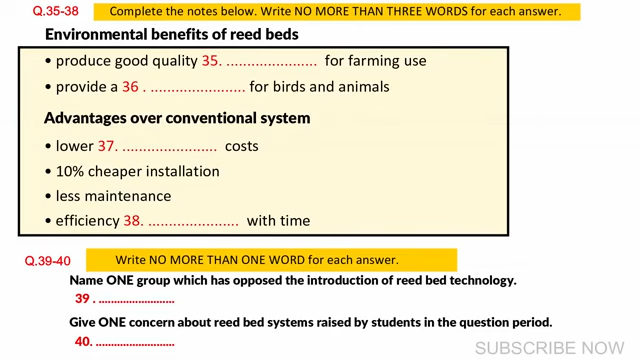 Q.35-38 Complete the notes below. Write NO MORE THAN THREE WORDS for each answer.
Environmental benefits of reed beds
• produce good quality 35. ...................... for farming use
• provide a 36 . ....................... for birds and animals
Advantages over conventional system
• lower 37. ....................... costs
• 10% cheaper installation
• less maintenance
• efficiency 38. ...................... with time
Q.39-40 Write NO MORE THAN ONE WORD for each answer.
Name ONE group which has opposed the introduction of reed bed technology.
39 . .........................
Give ONE concern about reed bed systems raised by students in the question period.
40. .........................
SUBSCRIBE NOW